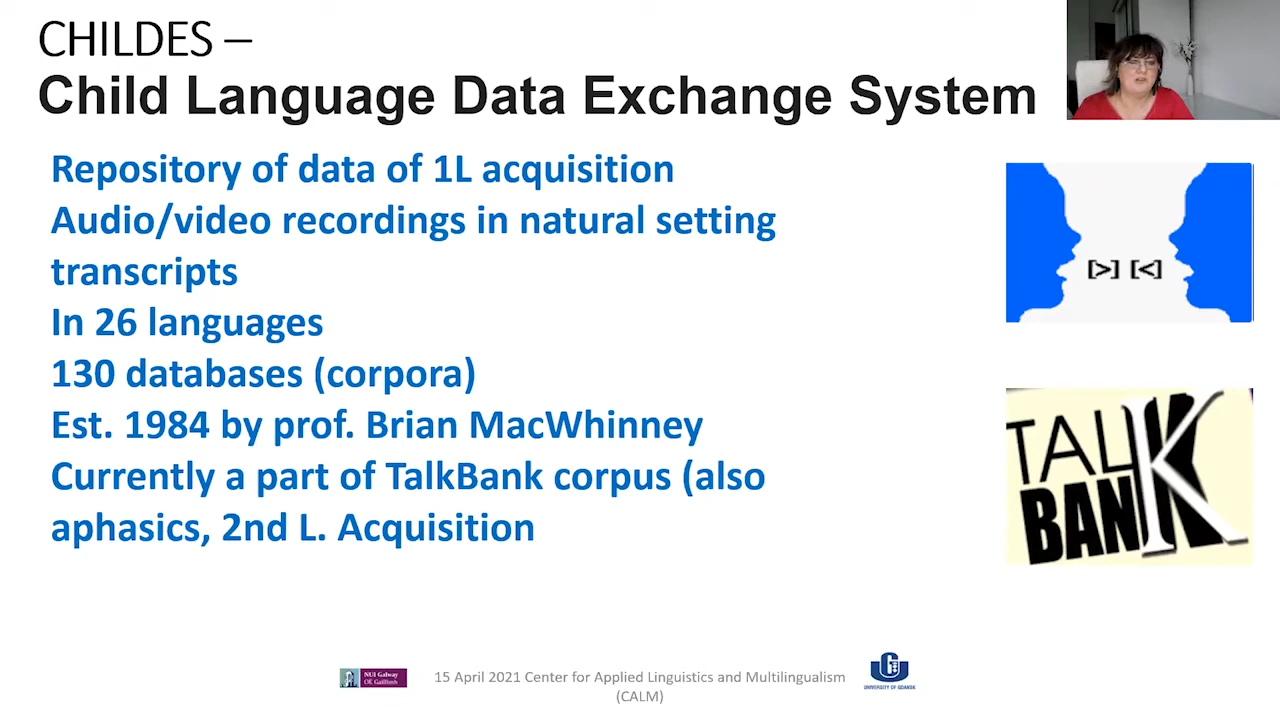 CHILDES –
Child Language Data Exchange System
Repository of data of 1L acquisition
Audio/video recordings in natural setting
transcripts
In 26 languages
130 databases (corpora)
Est. 1984 by prof. Brian MacWhinney
Currently a part of TalkBank corpus (also
aphasics, 2nd L. Acquisition
[>] [<]
TALK
BANK
NUI Galway
OÉ Gaillimh
15 April 2021 Center for Applied Linguistics and Multilingualism
(CALM)
UNIVERSITY OF GDAŃSK